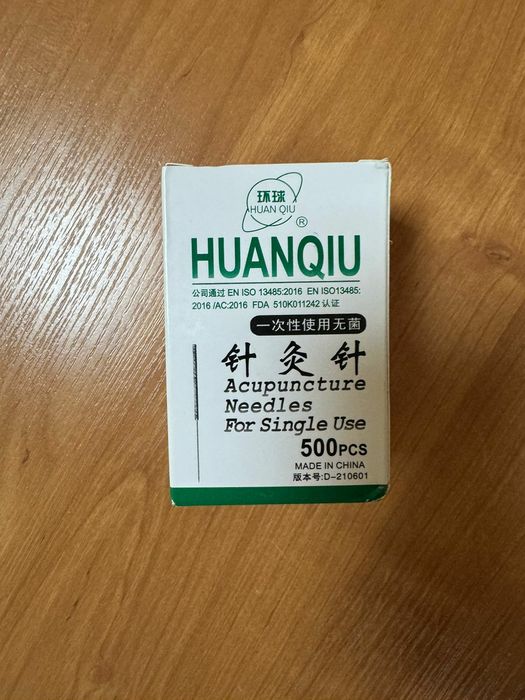 环球
HUAN QIU
®
HUANQIU
公司通过 EN ISO 13485:2016 EN ISO13485:
2016 /AC:2016 FDA 510K011242 认证
一次性使用无菌
针灸针
Acupuncture
Needles
For Single Use
500PCS
MADE IN CHINA
版本号:D-210601